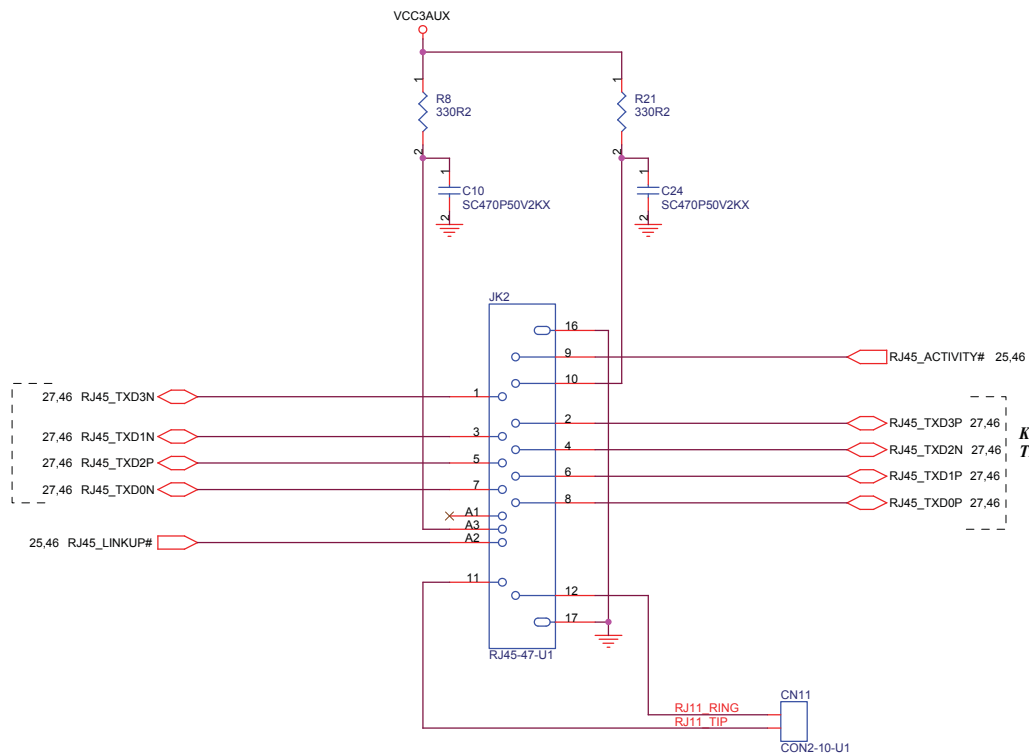 VCC3AUX
1
R8
330R2
2
1
R21
330R2
2
1
C10
SC470P50V2KX
2
1
C24
SC470P50V2KX
2
JK2
16
9
RJ45_ACTIVITY# 25,46
10
27,46 RJ45_TXD3N
1
2
RJ45_TXD3P 27,46
27,46 RJ45_TXD1N
3
4
RJ45_TXD2N 27,46
27,46 RJ45_TXD2P
5
6
RJ45_TXD1P 27,46
27,46 RJ45_TXD0N
7
8
RJ45_TXD0P 27,46
K
T
A1
A3
25,46 RJ45_LINKUP#
A2
11
12
17
RJ45-47-U1
CN11
RJ11_RING
RJ11_TIP
CON2-10-U1